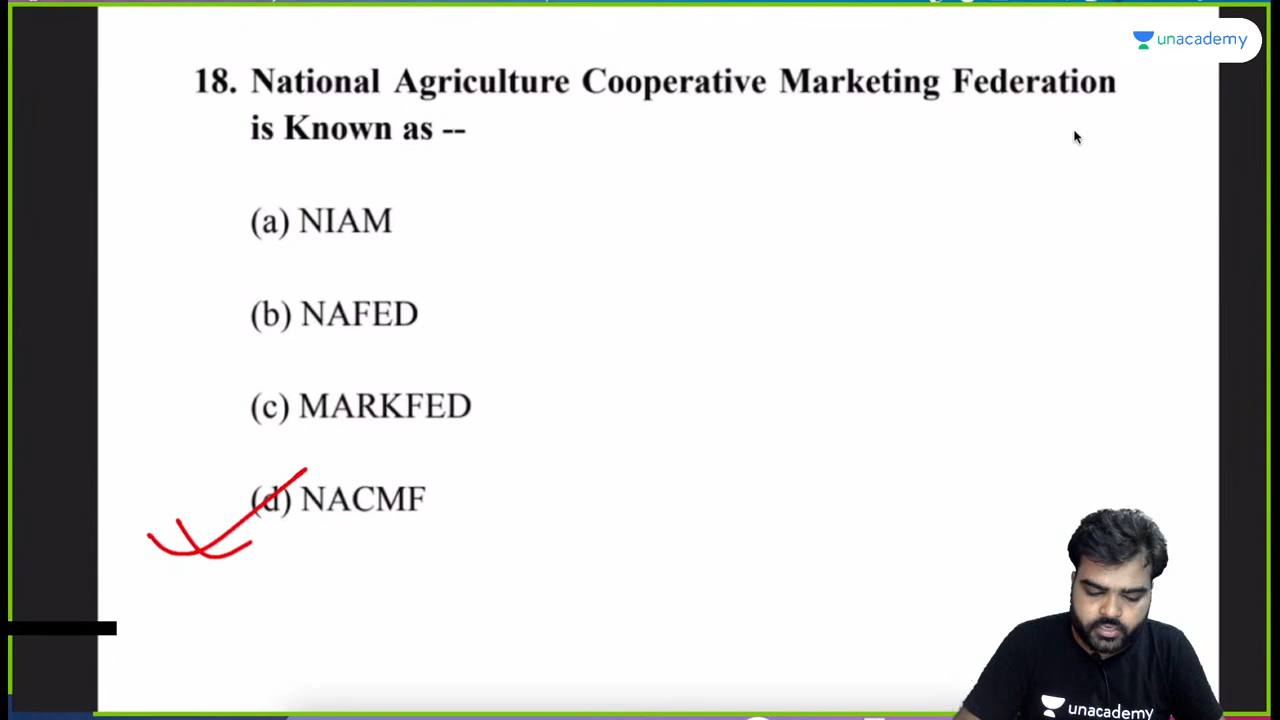 unacademy
18. National Agriculture Cooperative Marketing Federation
is Known as --
(a) NIAM
(b) NAFED
(c) MARKFED
(d) NACMF
unacademy